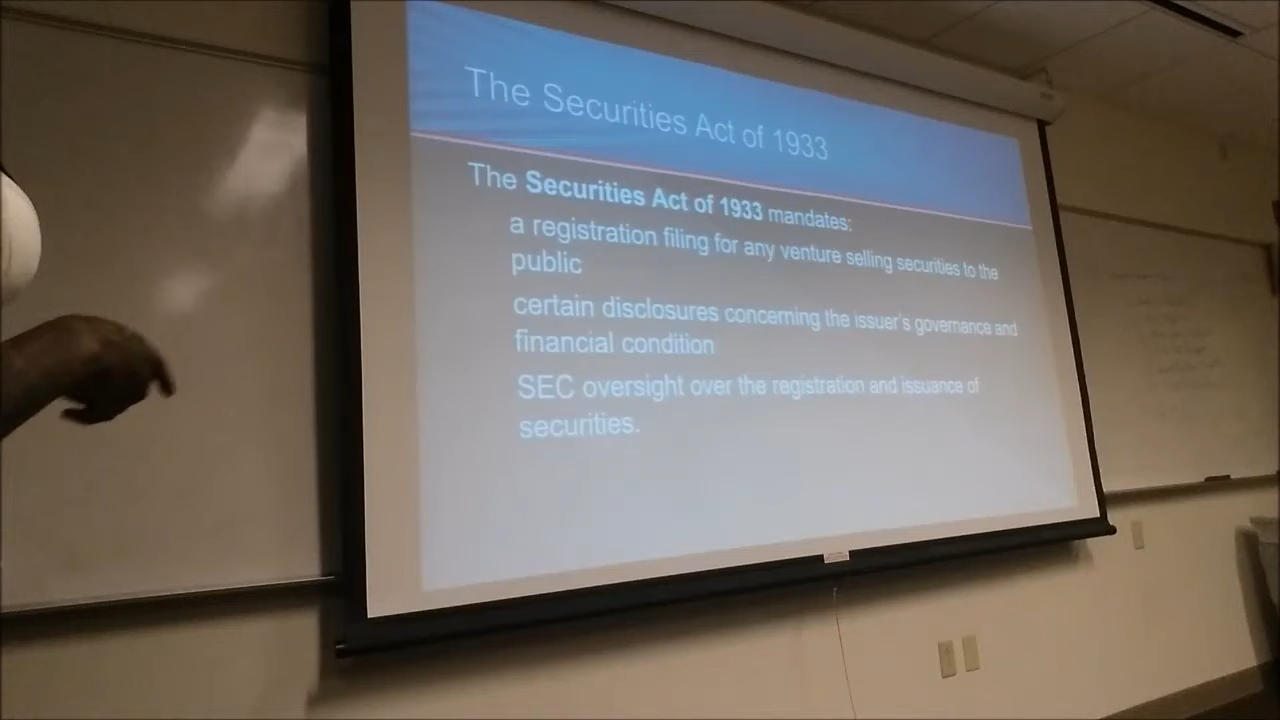 The Securities Act of 1933
The Securities Act of 1933 mandates:
a registration filing for any venture selling securities to the
public
certain disclosures concerning the issuer's governance and
financial condition
SEC oversight over the registration and issuance of
securities.